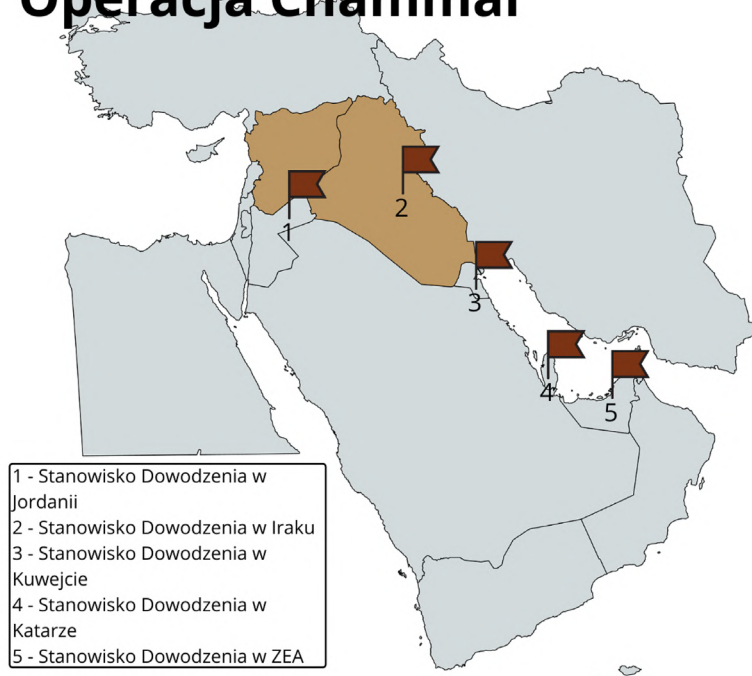 Operacja Chammal
1
2
3
4
5
1 - Stanowisko Dowodzenia w
Jordanii
2 - Stanowisko Dowodzenia w Iraku
3 - Stanowisko Dowodzenia w
Kuwejcie
4 - Stanowisko Dowodzenia w
Katarze
5 - Stanowisko Dowodzenia w ZEA